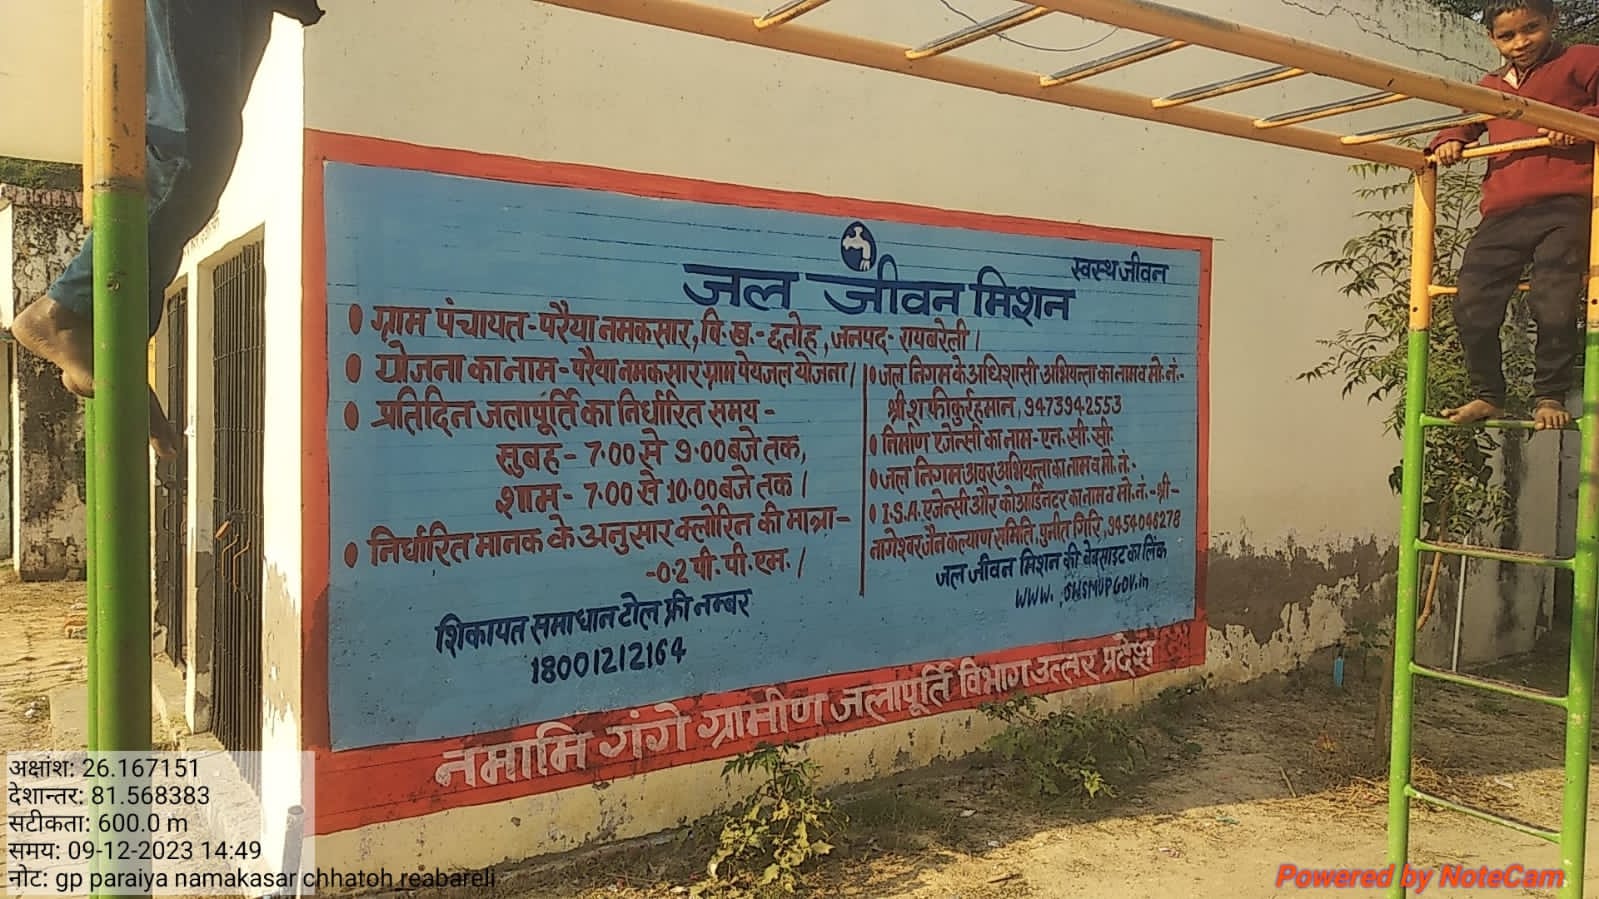 स्वस्थ जीवन
जल जीवन मिशन
• ग्राम पंचायत - परैया नमकसार, वि. ख. - छतोह, जनपद - रायबरेली।
• योजना का नाम - परैया नमकसार ग्राम पेयजल योजना।
• प्रतिदिन जलापूर्ति का निर्धारित समय -
सुबह - 7.00 से 9.00 बजे तक,
शाम - 7.00 से 10.00 बजे तक।
• निर्धारित मानक के अनुसार क्लोरिन की मात्रा -
-0.2 पी. पी. एम.।
शिकायत समाधान टोल फ्री नम्बर
18001212164
• जल निगम के अधिशासी अभियन्ता का नाम व मो. नं. -
श्री शफीकुर्रहमान, 9473942553
• निर्माण एजेन्सी का नाम - एन. सी. सी.
• जल निगम अवर अभियन्ता का नाम व मो. नं. -
• I.S.A. एजेन्सी और कोआर्डिनेटर का नाम व मो. नं. - श्री -
नागेश्वर जैन कल्याण समिति, पुनीत गिरि, 9454046278
जल जीवन मिशन की वेबसाइट का लिंक
www.
नमामि गंगे ग्रामीण जलापूर्ति विभाग उत्तर प्रदेश
अक्षांश: 26.167151
देशान्तर: 81.568383
सटीकता: 600.0 m
समय: 09-12-2023 14:49
नोट: gp paraiya namakasar chhatoh,reabareli
Powered by NoteCam